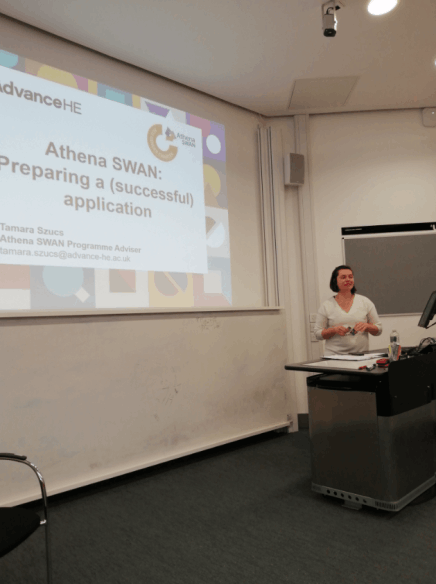 AdvanceHE
Athena
SWAN
Athena SWAN:
Preparing a (successful)
application
Tamara Szucs
Athena SWAN Programme Adviser
tamara.szucs@advance-he.ac.uk